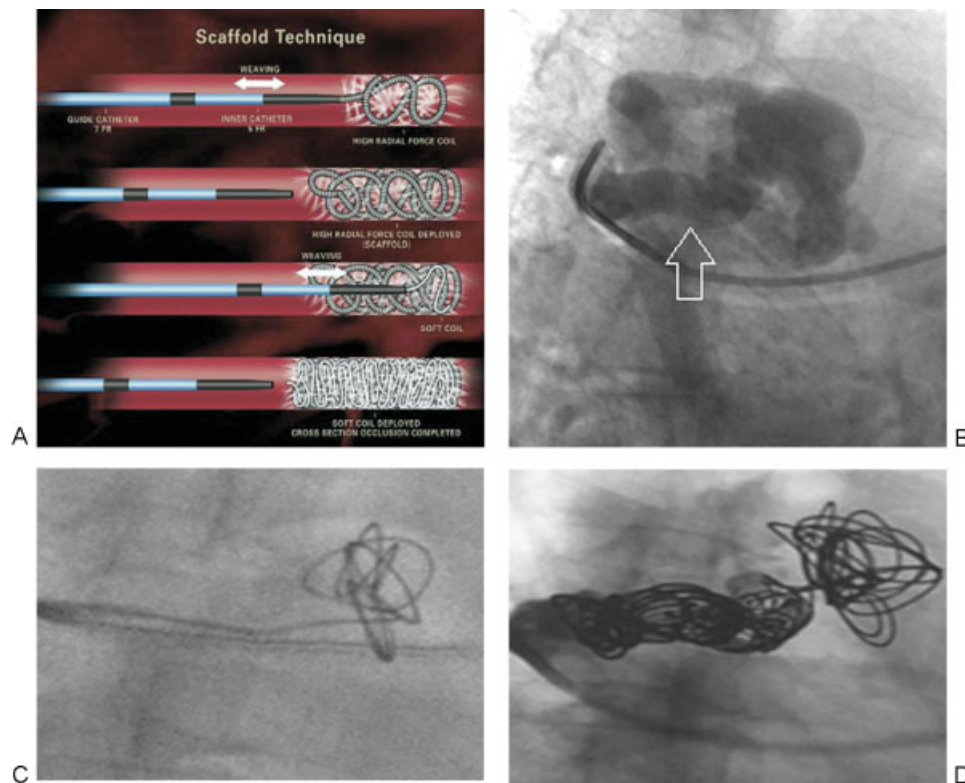 Scaffold Technique
WEAVING
GUIDE CATHETER
7 FR
INNER CATHETER
5 FR
HIGH RADIAL FORCE COIL
HIGH RADIAL FORCE COIL DEPLOYED
(SCAFFOLD)
WEAVING
SOFT COIL
SOFT COIL DEPLOYED
CROSS SECTION OCCLUSION COMPLETED
A
B
C
D